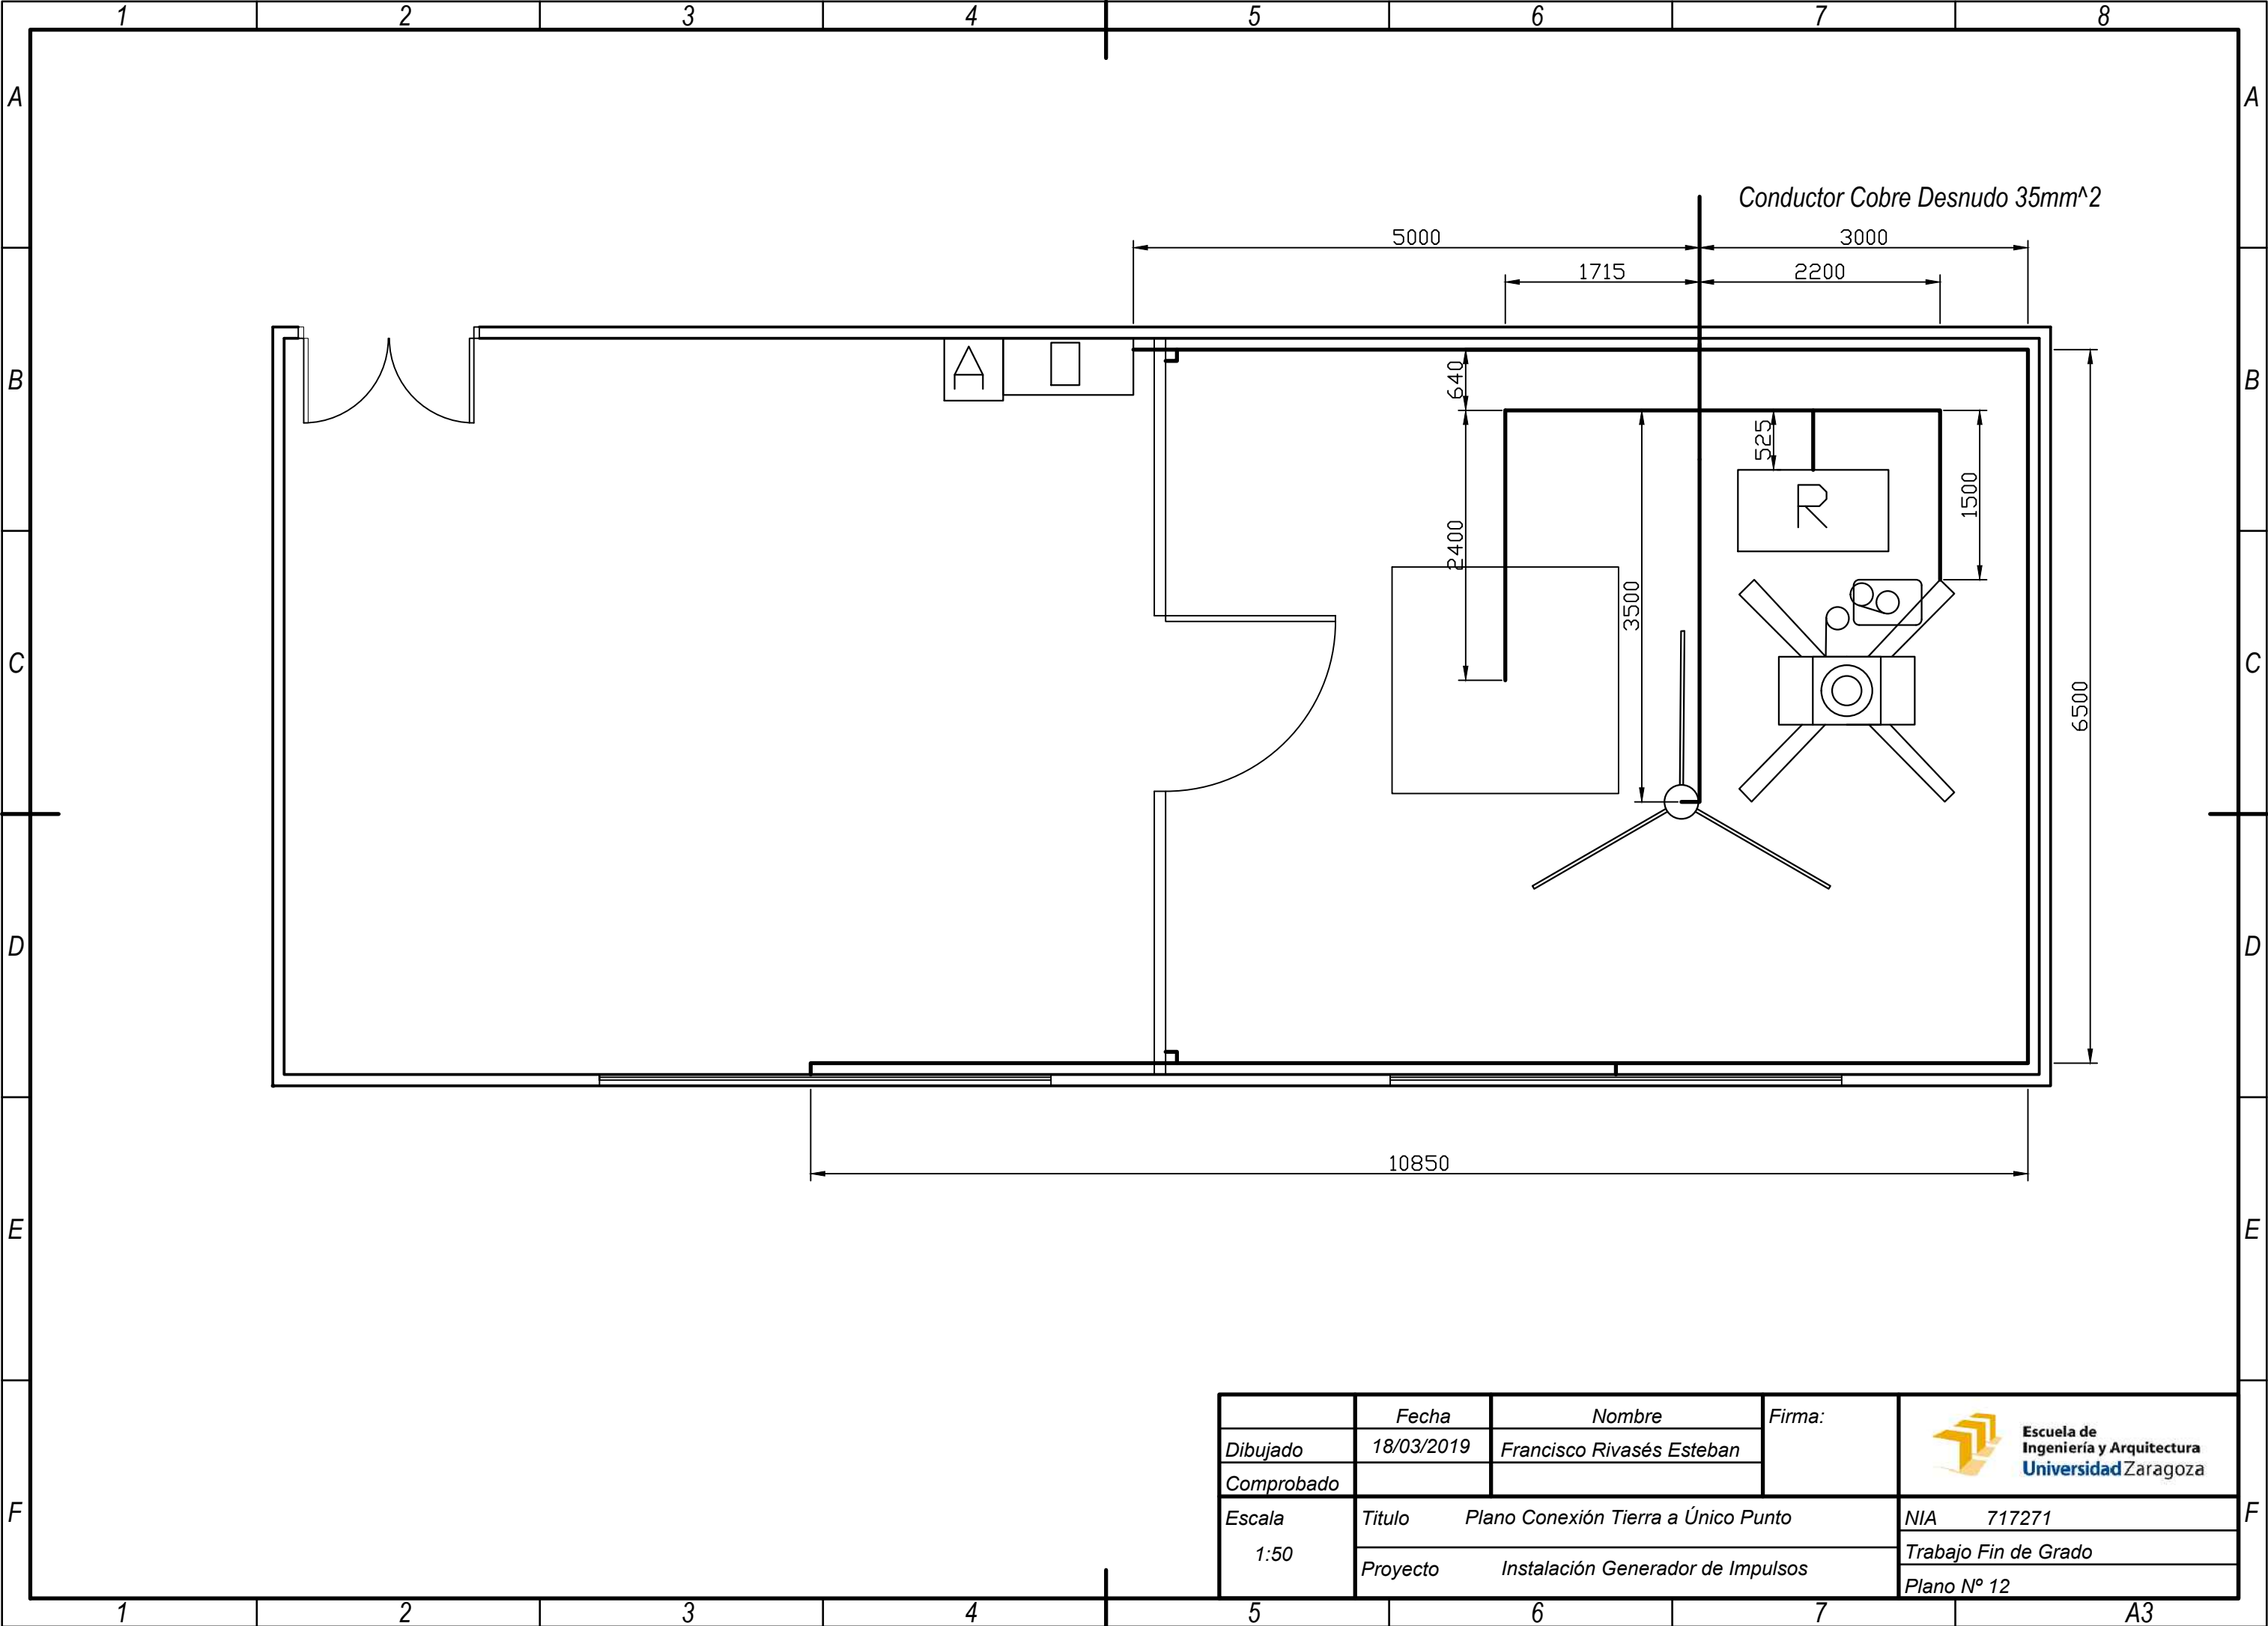 1 2 3 4 5 6 7 8
A A
Conductor Cobre Desnudo 35mm^2
5000 3000
1715 2200
B B
A
640
525
2400
3500
R
1500
C C
6500
D D
10850
E E
Fecha Nombre Firma:
Dibujado 18/03/2019 Francisco Rivasés Esteban
Comprobado
Escuela de
Ingeniería y Arquitectura
Universidad Zaragoza
F F
Escala
1:50
Titulo Plano Conexión Tierra a Único Punto
Proyecto Instalación Generador de Impulsos
NIA 717271
Trabajo Fin de Grado
Plano Nº 12
1 2 3 4 5 6 7 A3